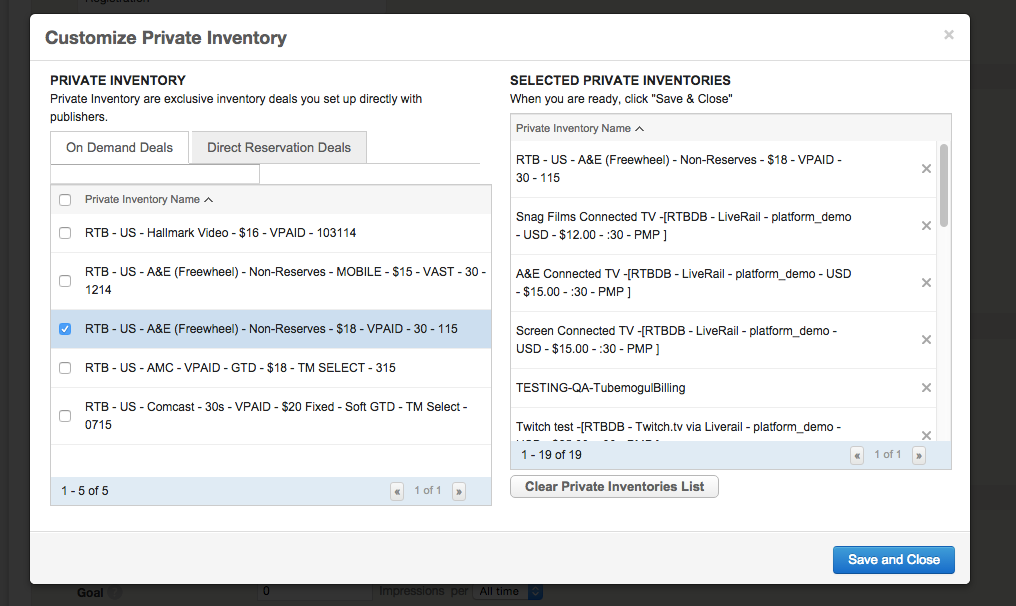 Customize Private Inventory
×
PRIVATE INVENTORY
Private Inventory are exclusive inventory deals you set up directly with
publishers.
On Demand Deals
Direct Reservation Deals
Private Inventory Name
RTB - US - Hallmark Video - $16 - VPAID - 103114
RTB - US - A&E (Freewheel) - Non-Reserves - MOBILE - $15 - VAST - 30 -
1214
RTB - US - A&E (Freewheel) - Non-Reserves - $18 - VPAID - 30 - 115
RTB - US - AMC - VPAID - GTD - $18 - TM SELECT - 315
RTB - US - Comcast - 30s - VPAID - $20 Fixed - Soft GTD - TM Select -
0715
1 - 5 of 5
« 1 of 1 »
SELECTED PRIVATE INVENTORIES
When you are ready, click "Save & Close"
Private Inventory Name
RTB - US - A&E (Freewheel) - Non-Reserves - $18 - VPAID -
30 - 115
Snag Films Connected TV -[RTBDB - LiveRail - platform_demo
- USD - $12.00 - :30 - PMP ]
A&E Connected TV -[RTBDB - LiveRail - platform_demo - USD
- $15.00 - :30 - PMP ]
Screen Connected TV -[RTBDB - LiveRail - platform_demo -
USD - $15.00 - :30 - PMP ]
TESTING-QA-TubemogulBilling
Twitch test -[RTBDB - Twitch.tv via Liverail - platform_demo -
1 - 19 of 19
« 1 of 1 »
Clear Private Inventories List
Save and Close
Goal
0
Impressions per
All time